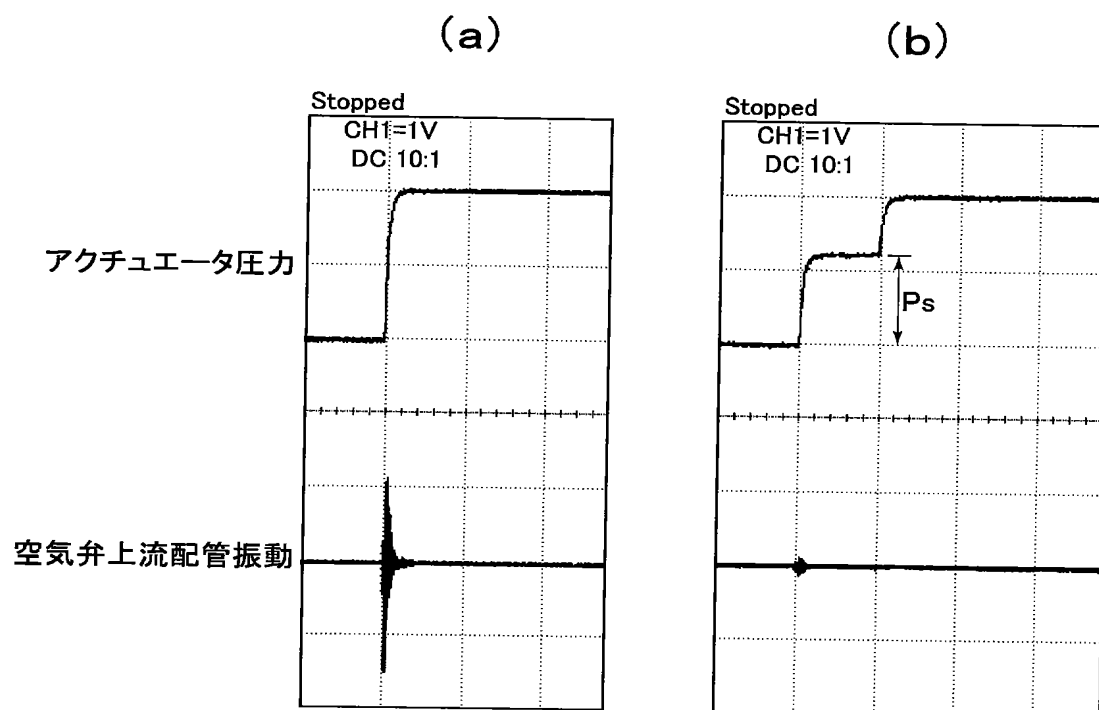 (a)
Stopped
CH1=1V
DC 10:1
アクチュエータ圧力
空気弁上流配管振動
(b)
Stopped
CH1=1V
DC 10:1
Ps